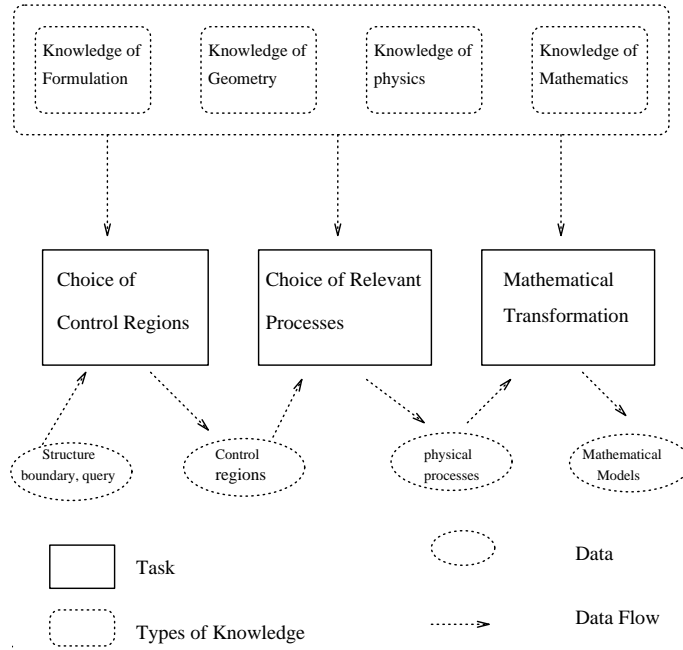 Knowledge of
Formulation
Knowledge of
Geometry
Knowledge of
physics
Knowledge of
Mathematics
Choice of
Control Regions
Choice of Relevant
Processes
Mathematical
Transformation
Structure
boundary, query
Control
regions
physical
processes
Mathematical
Models
Task
Data
Types of Knowledge
Data Flow